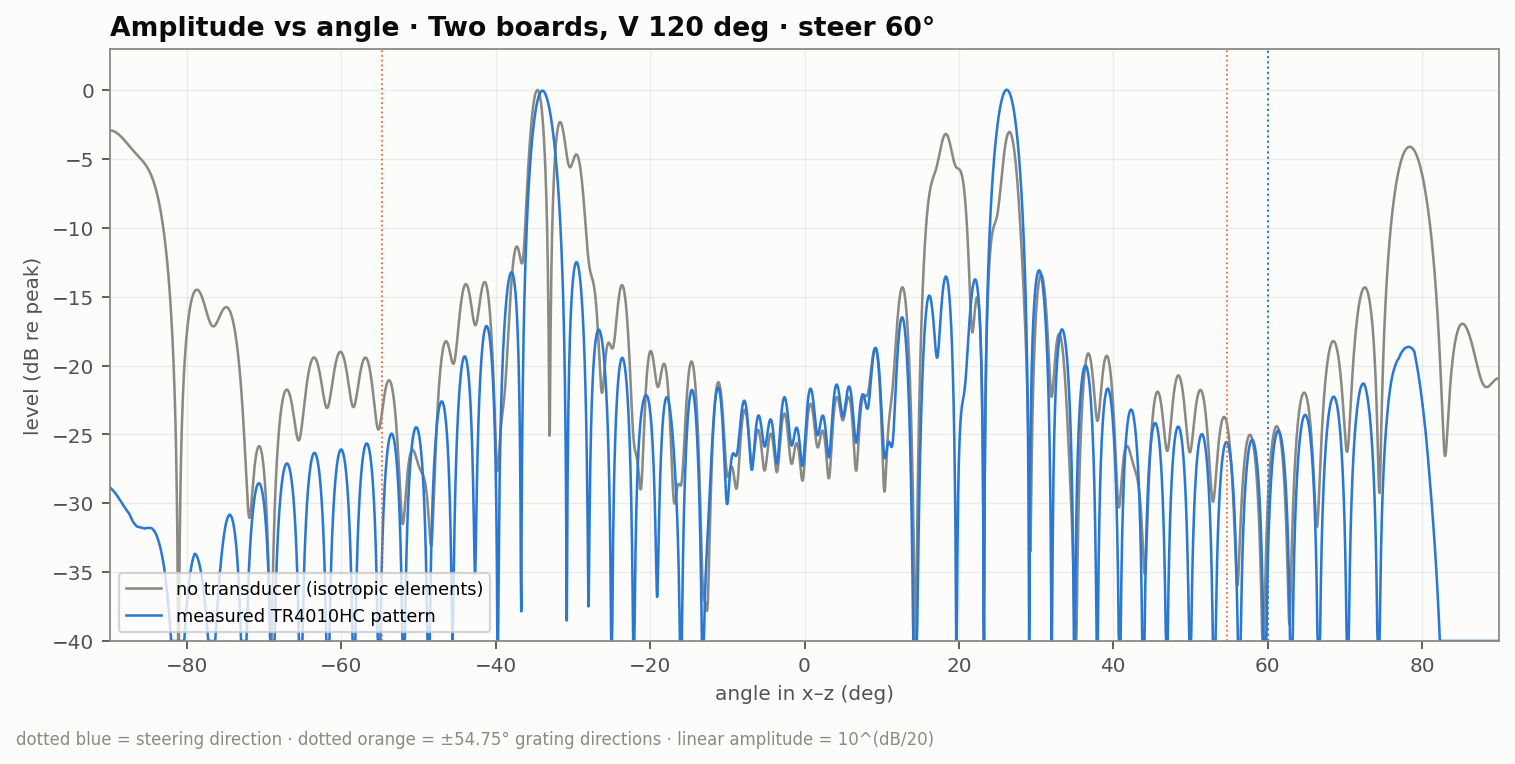 Amplitude vs angle · Two boards, V 120 deg · steer 60°
level (dB re peak)
0
−5
−10
−15
−20
−25
−30
−35
−40
no transducer (isotropic elements)
measured TR4010HC pattern
−80 −60 −40 −20 0 20 40 60 80
angle in x–z (deg)
dotted blue = steering direction · dotted orange = ±54.75° grating directions · linear amplitude = 10^(dB/20)